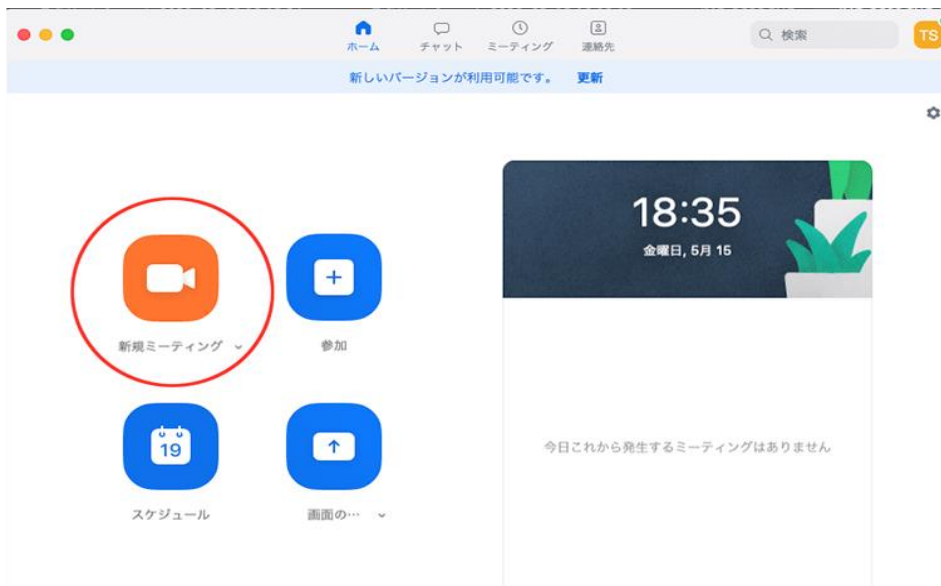 ホーム
チャット
ミーティング
連絡先
検索
TS
新しいバージョンが利用可能です。 更新
18:35
金曜日, 5月 15
新規ミーティング
参加
19
スケジュール
画面の…
今日これから発生するミーティングはありません